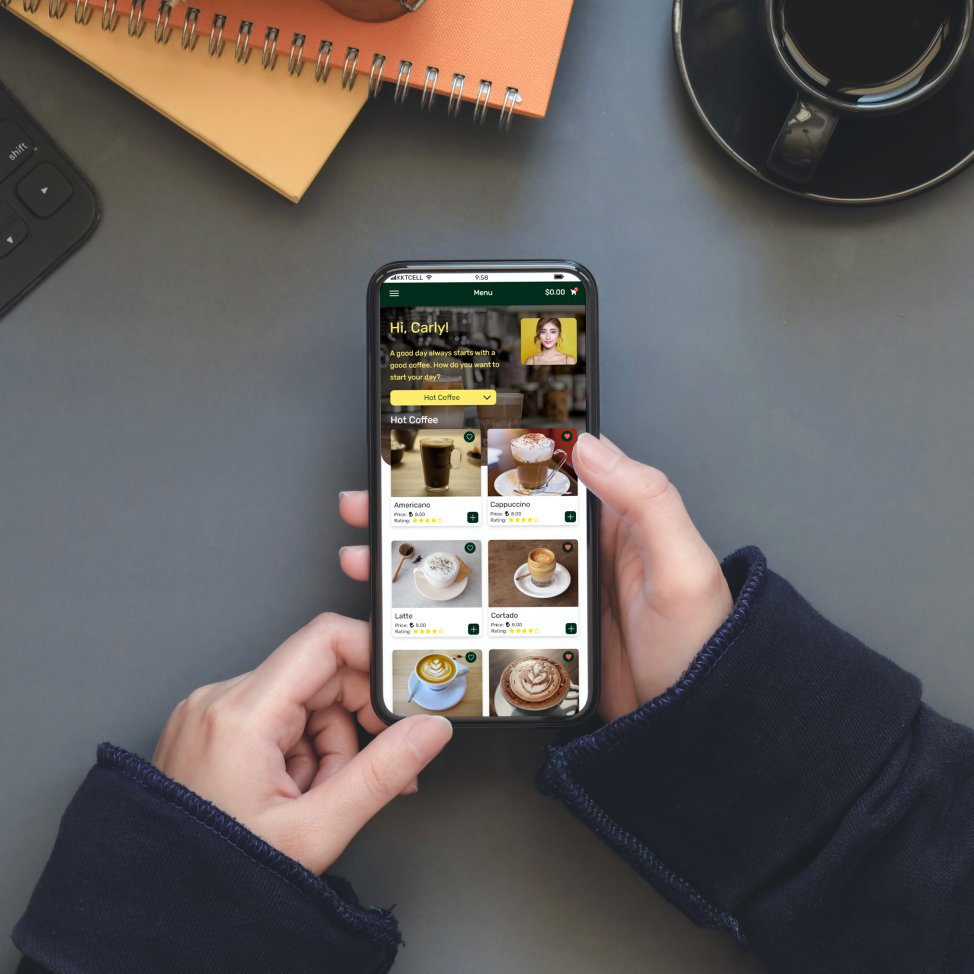 shift
KKTCELL 9:58
Menu $0.00
Hi, Carly!
A good day always starts with a
good coffee. How do you want to
start your day?
Hot Coffee
Hot Coffee
Americano
Price: ₺ 8.00
Rating:
Cappuccino
Price: ₺ 8.00
Rating:
Latte
Price: ₺ 8.00
Rating:
Cortado
Price: ₺ 8.00
Rating: